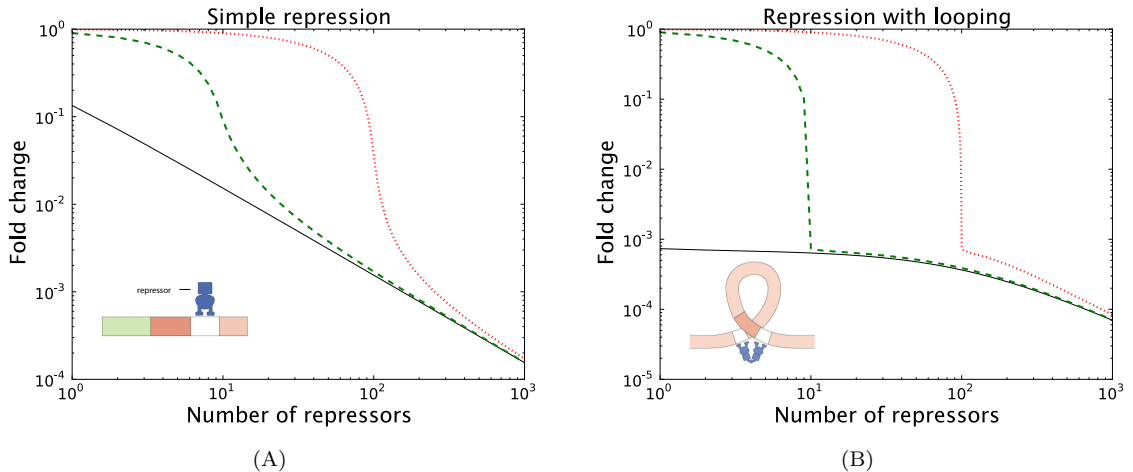 Simple repression
10^0
10^-1
10^-2
10^-3
10^-4
Fold change
repressor
10^0
10^1
10^2
10^3
Number of repressors
(A)
Repression with looping
10^0
10^-1
10^-2
10^-3
10^-4
10^-5
Fold change
10^0
10^1
10^2
10^3
Number of repressors
(B)